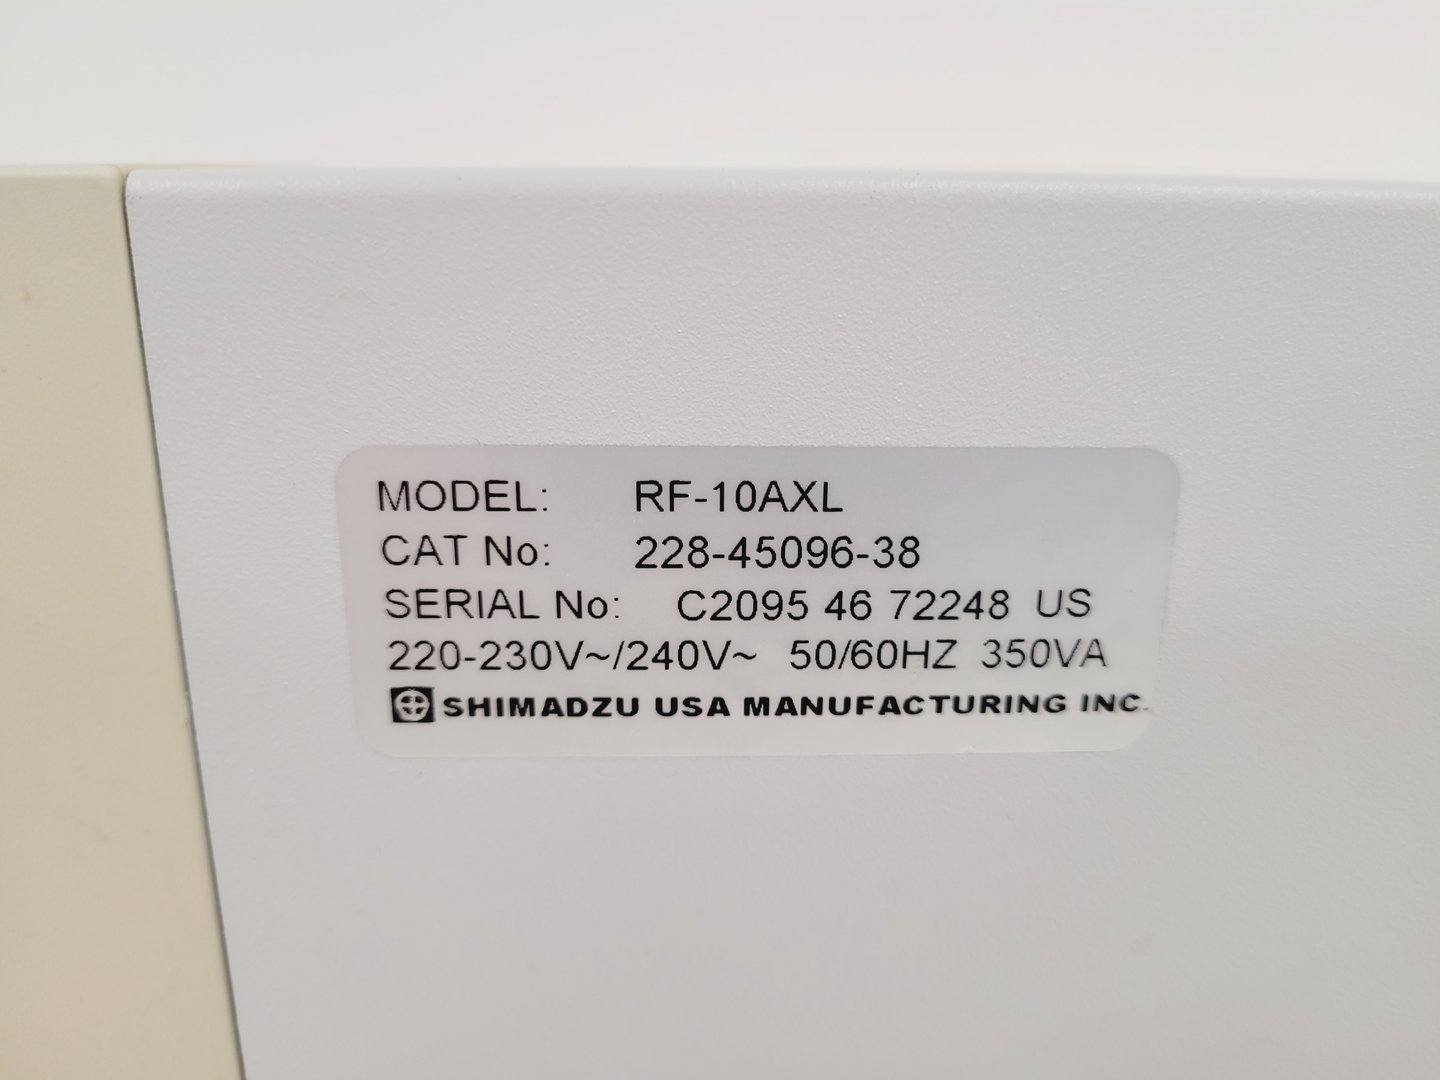 MODEL: RF-10AXL
CAT No: 228-45096-38
SERIAL No: C2095 46 72248 US
220-230V~/240V~ 50/60HZ 350VA
SHIMADZU USA MANUFACTURING INC.